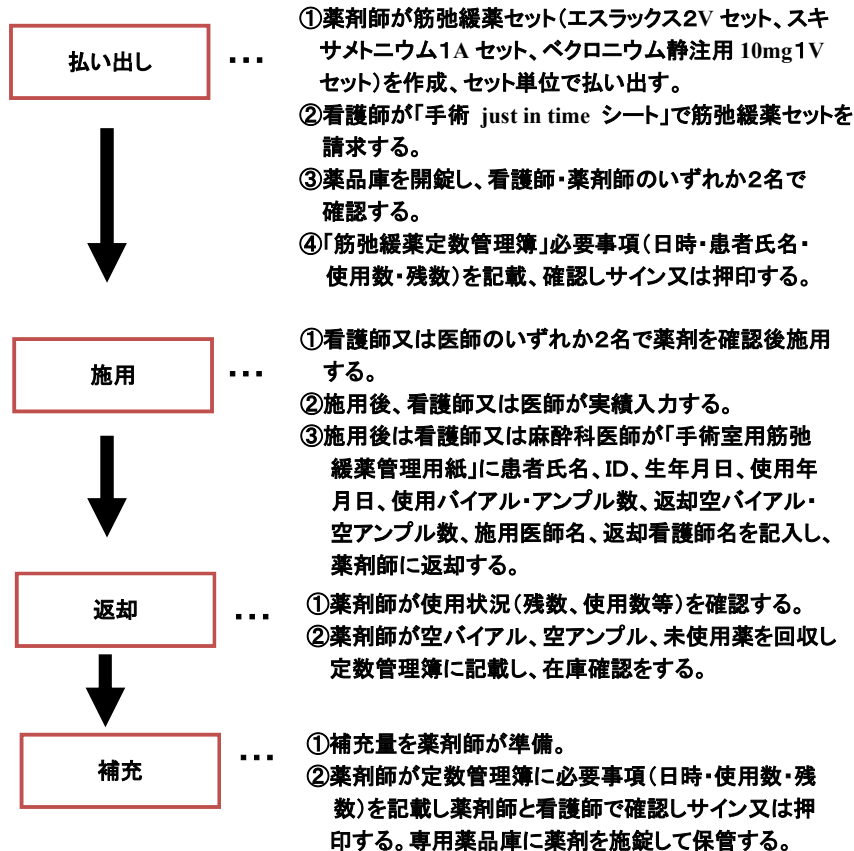 払い出し
・・・
①薬剤師が筋弛緩薬セット（エスラックス2V セット、スキ
サメトニウム1A セット、ベクロニウム静注用 10mg1V
セット）を作成、セット単位で払い出す。
②看護師が「手術 just in time シート」で筋弛緩薬セットを
請求する。
③薬品庫を開錠し、看護師・薬剤師のいずれか2名で
確認する。
④「筋弛緩薬定数管理簿」必要事項（日時・患者氏名・
使用数・残数）を記載、確認しサイン又は押印する。
施用
・・・
①看護師又は医師のいずれか2名で薬剤を確認後施用
する。
②施用後、看護師又は医師が実績入力する。
③施用後は看護師又は麻酔科医師が「手術室用筋弛
緩薬管理用紙」に患者氏名、ID、生年月日、使用年
月日、使用バイアル・アンプル数、返却空バイアル・
空アンプル数、施用医師名、返却看護師名を記入し、
薬剤師に返却する。
返却
・・・
①薬剤師が使用状況（残数、使用数等）を確認する。
②薬剤師が空バイアル、空アンプル、未使用薬を回収し
定数管理簿に記載し、在庫確認をする。
補充
・・・
①補充量を薬剤師が準備。
②薬剤師が定数管理簿に必要事項（日時・使用数・残
数）を記載し薬剤師と看護師で確認しサイン又は押
印する。専用薬品庫に薬剤を施錠して保管する。